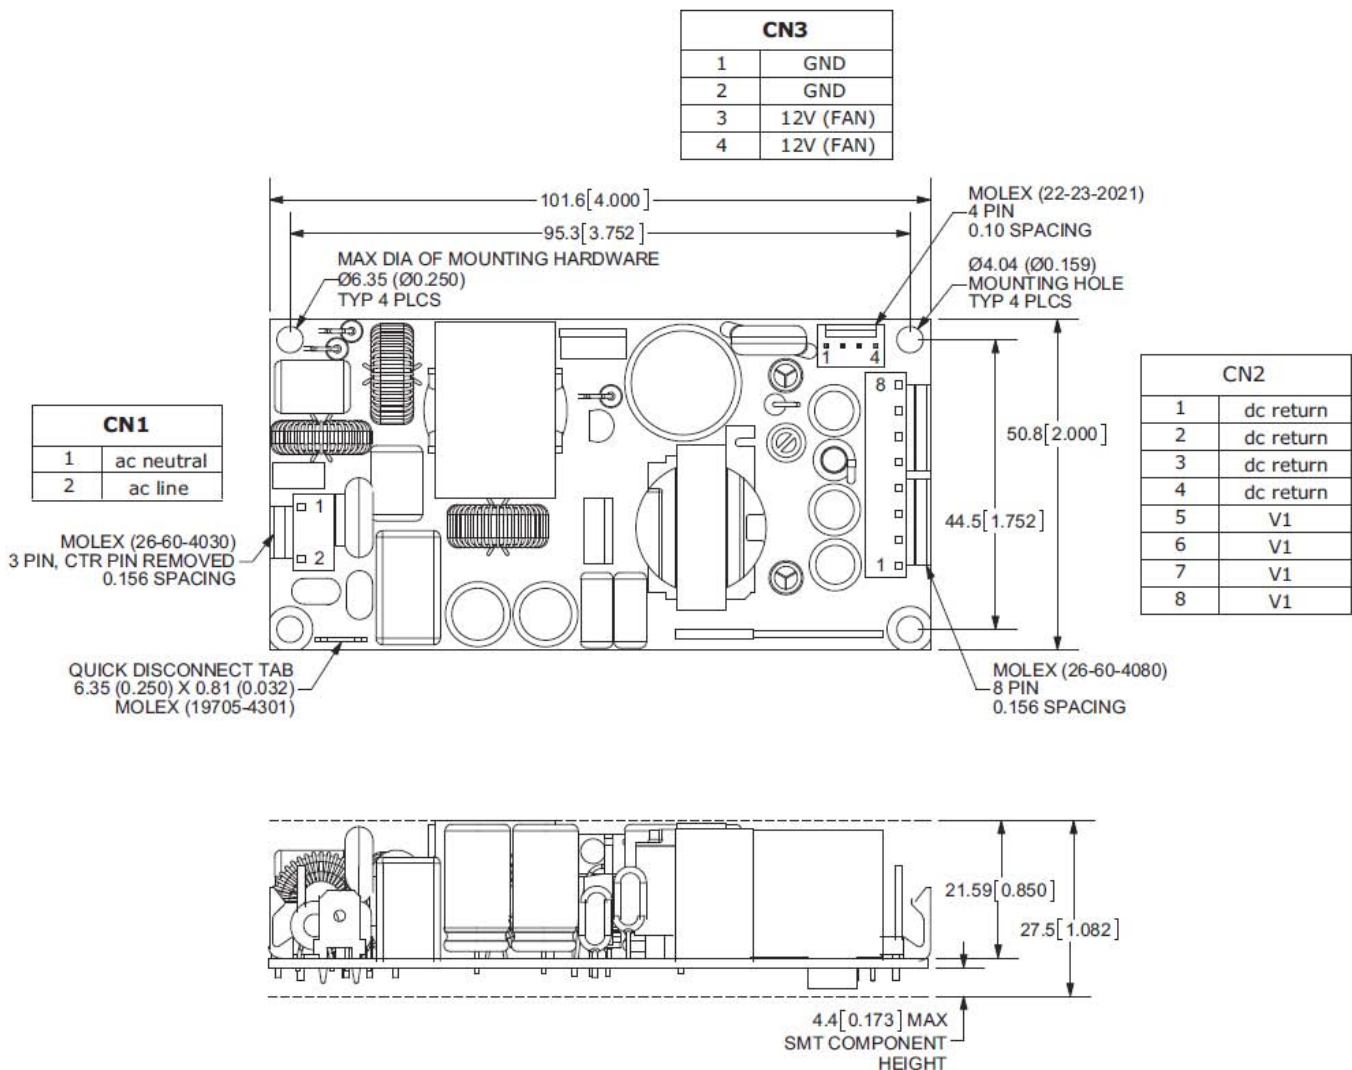 CN3
1 GND
2 GND
3 12V (FAN)
4 12V (FAN)
101.6[4.000]
95.3[3.752]
MAX DIA OF MOUNTING HARDWARE
Ø6.35 (Ø0.250)
TYP 4 PLCS
MOLEX (22-23-2021)
4 PIN
0.10 SPACING
Ø4.04 (Ø0.159)
MOUNTING HOLE
TYP 4 PLCS
1 4
8
1
50.8[2.000]
44.5[1.752]
CN1
1 ac neutral
2 ac line
1
2
MOLEX (26-60-4030)
3 PIN, CTR PIN REMOVED
0.156 SPACING
QUICK DISCONNECT TAB
6.35 (0.250) X 0.81 (0.032)
MOLEX (19705-4301)
CN2
1 dc return
2 dc return
3 dc return
4 dc return
5 V1
6 V1
7 V1
8 V1
MOLEX (26-60-4080)
8 PIN
0.156 SPACING
21.59[0.850]
27.5[1.082]
4.4[0.173] MAX
SMT COMPONENT
HEIGHT